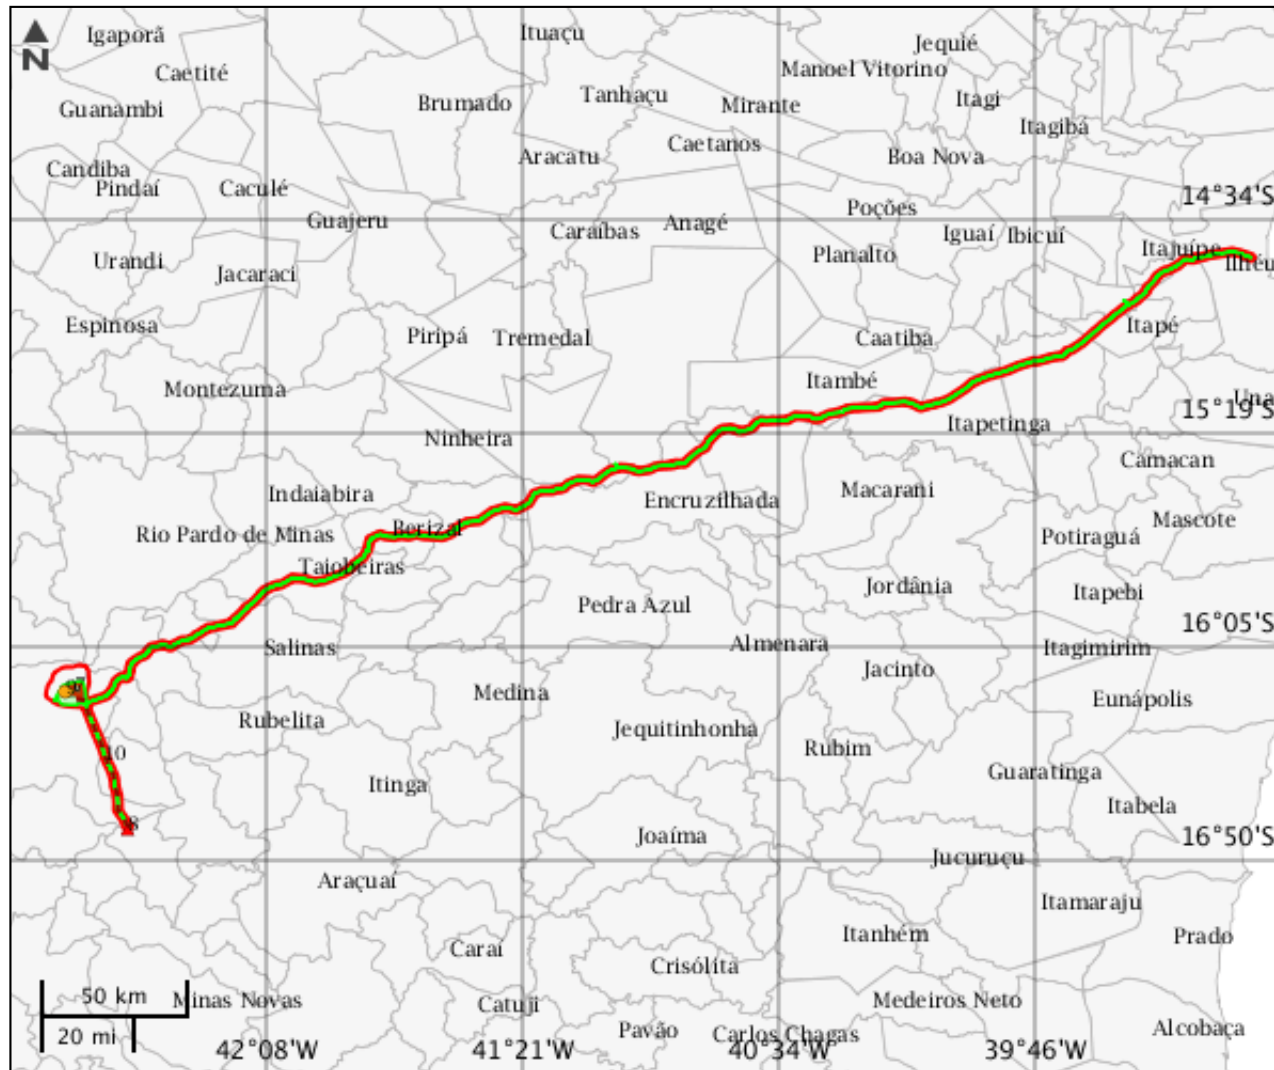 Igaporã
Ituaçu
Jequié
N
Caetité
Manoel Vitorino
Guanambi
Brumado
Tanhaçu
Mirante
Itagi
Itagibá
Candiba
Aracatu
Caetanos
Boa Nova
Pindaí
Caculé
14°34'S
Guajeru
Caraíbas
Anagé
Poções
Iguaí
Ibicuí
Urandi
Jacaraci
Planalto
Itajuípe
Ilhéu
Espinosa
Piripá
Tremedal
Caatiba
Itapé
Montezuma
Itambé
Una
15°19'S
Ninheira
Itapetinga
Camacan
Indaiabira
Encruzilhada
Macarani
Rio Pardo de Minas
Berizal
Potiraguá
Mascote
Taiobeiras
Pedra Azul
Jordânia
Itapebi
16°05'S
Salinas
Almenara
Itagimirim
Jacinto
Medina
Eunápolis
Rubelita
Jequitinhonha
10
Rubim
Guaratinga
Itinga
Itabela
8
Joaíma
16°50'S
Jucuruçu
Araçuaí
Itamaraju
Caraí
Itanhém
Prado
Crisólita
50 km
Minas Novas
Catuji
Medeiros Neto
20 mi
Pavão
Carlos Chagas
Alcobaça
42°08'W
41°21'W
40°34'W
39°46'W